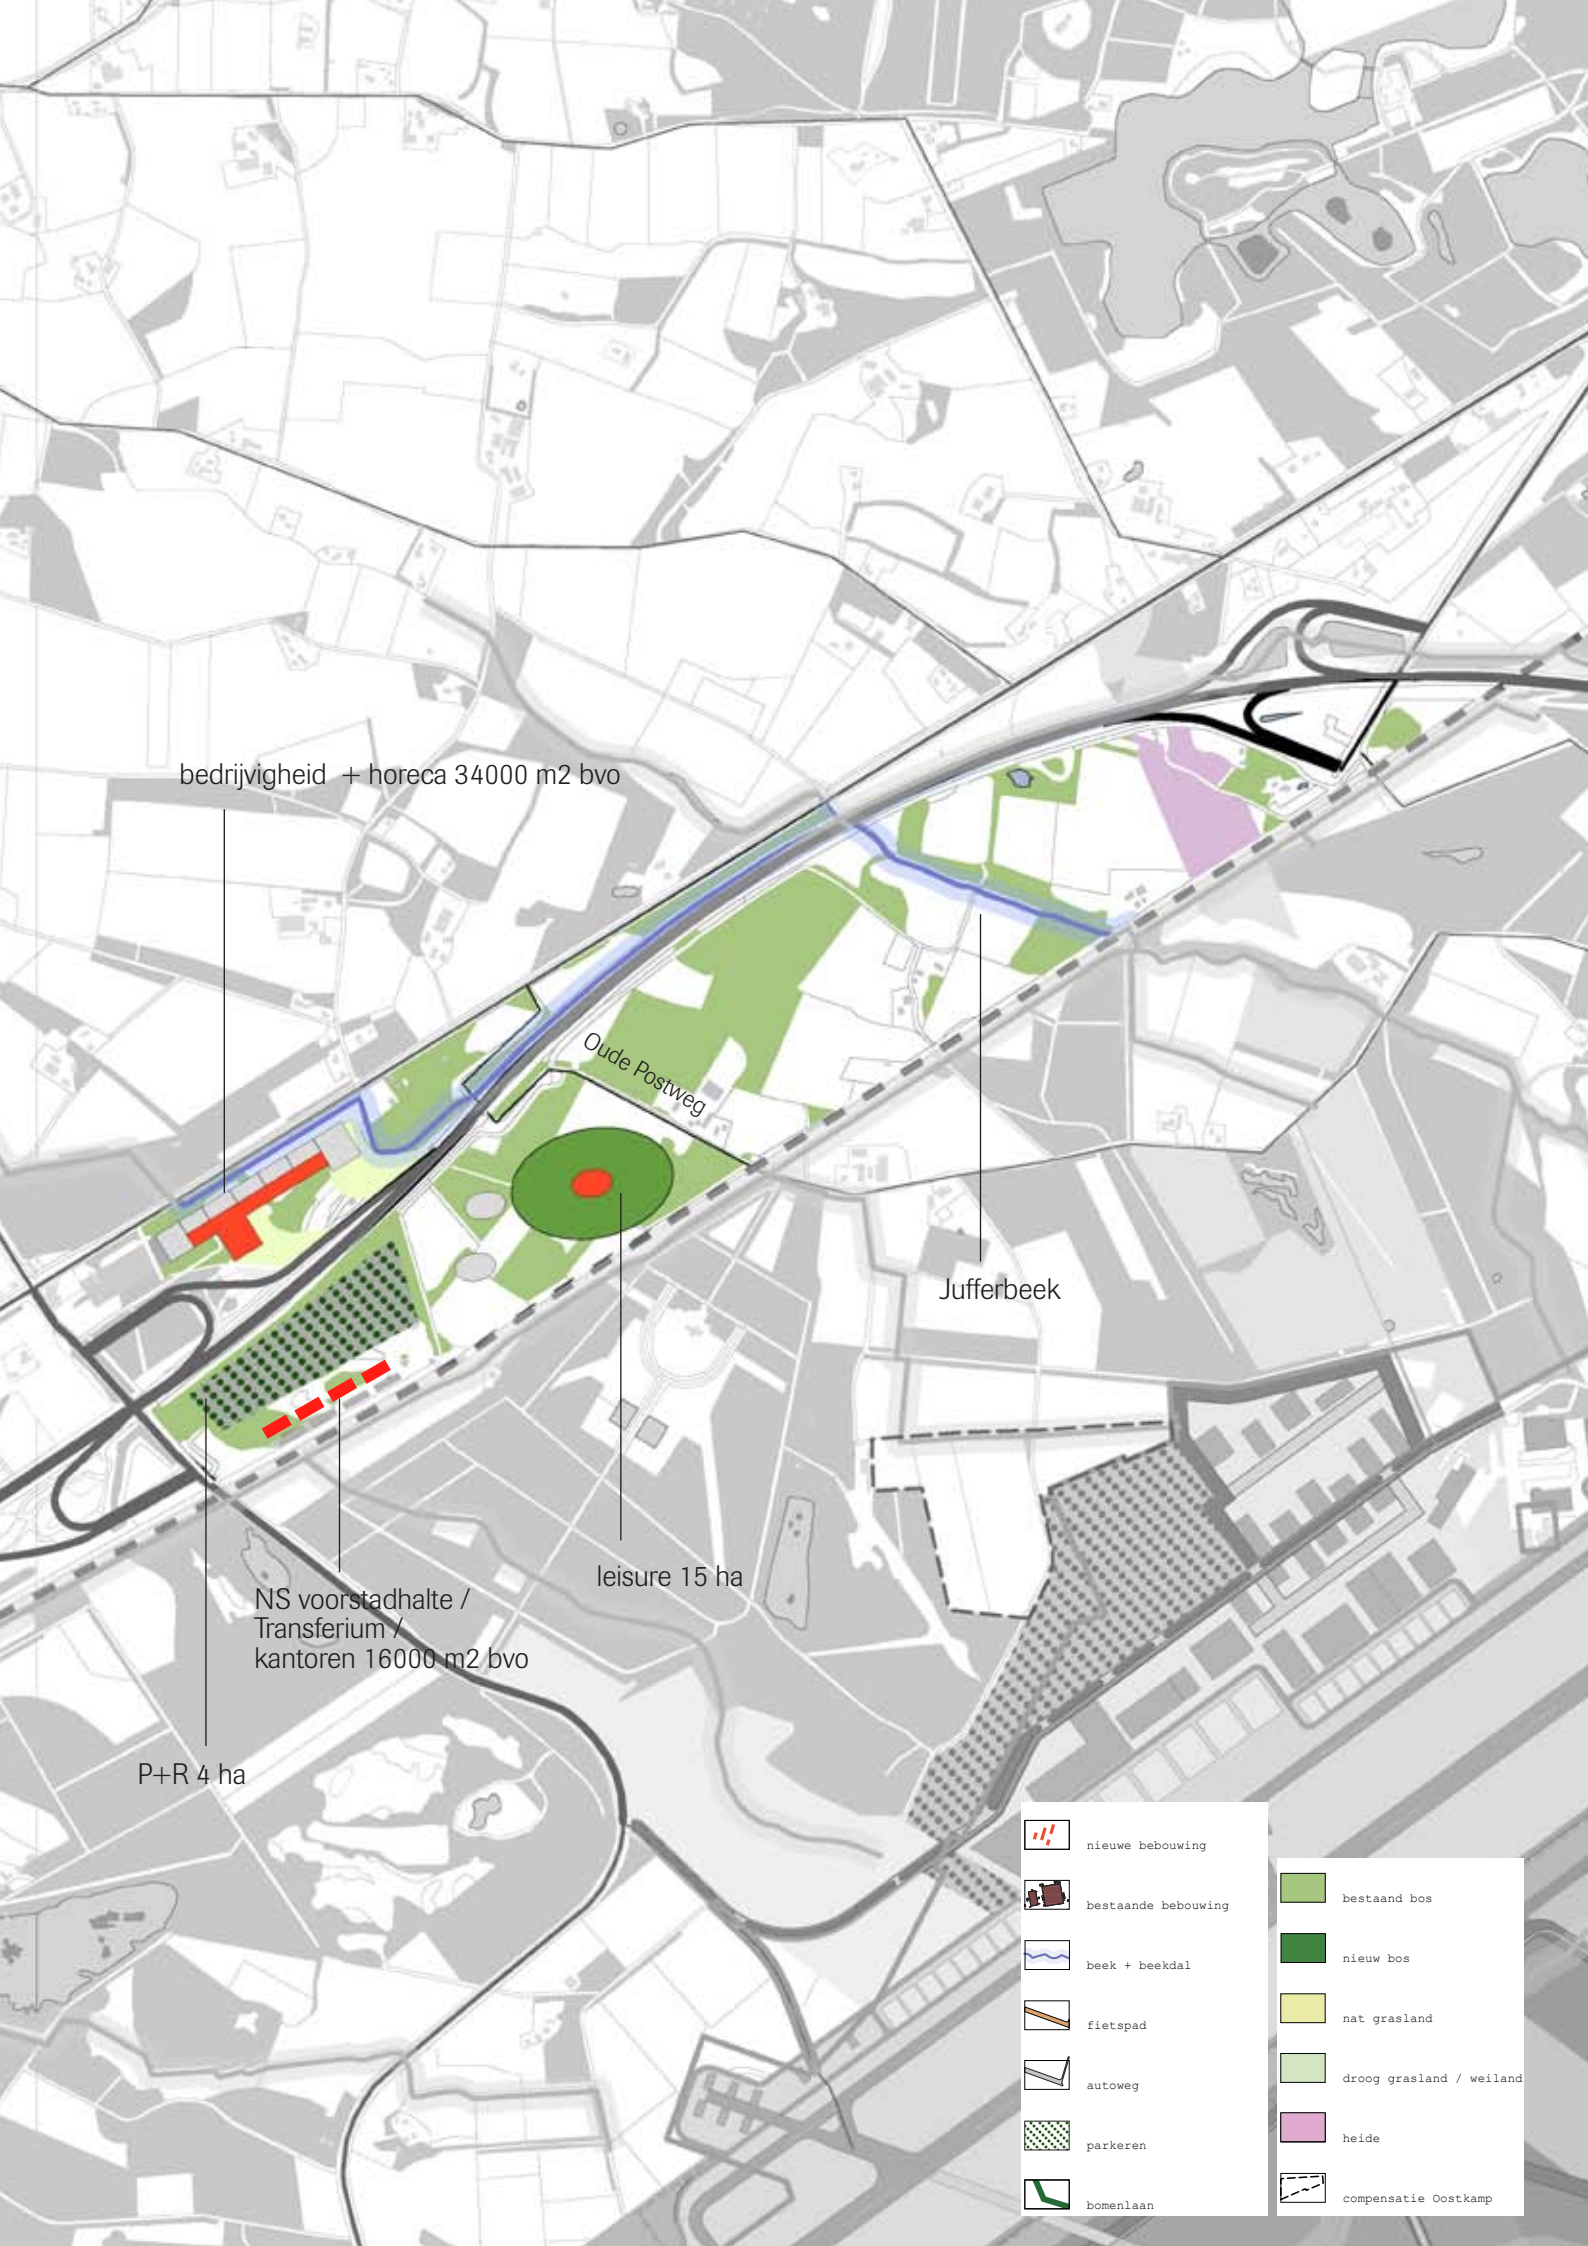 bedrijvigheid + horeca 34000 m2 bvo
Oude Postweg
Jufferbeek
leisure 15 ha
NS voorstadhalte /
Transferium /
kantoren 16000 m2 bvo
P+R 4 ha
nieuwe bebouwing
bestaande bebouwing
beek + beekdal
fietspad
autoweg
parkeren
bomenlaan
bestaand bos
nieuw bos
nat grasland
droog grasland / weiland
heide
compensatie Oostkamp